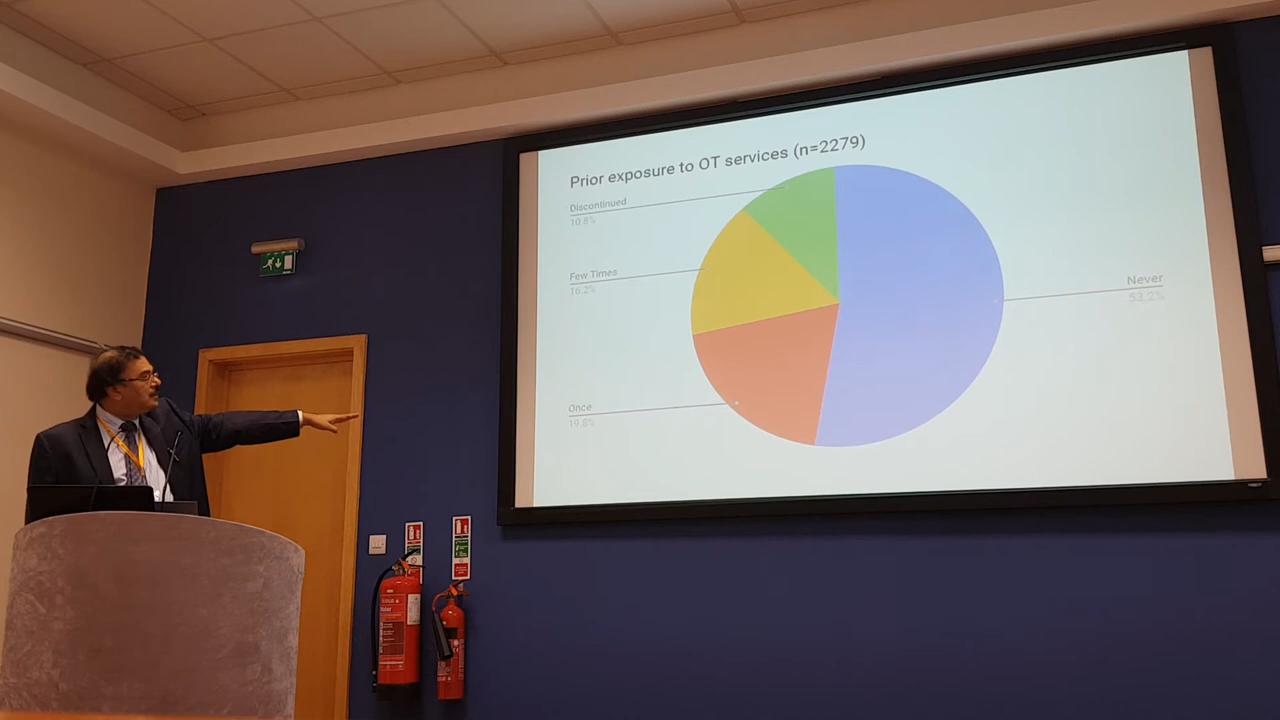 Prior exposure to OT services (n=2279)
Discontinued
10.8%
Few Times
16.2%
Never
53.2%
Once
19.8%
Water